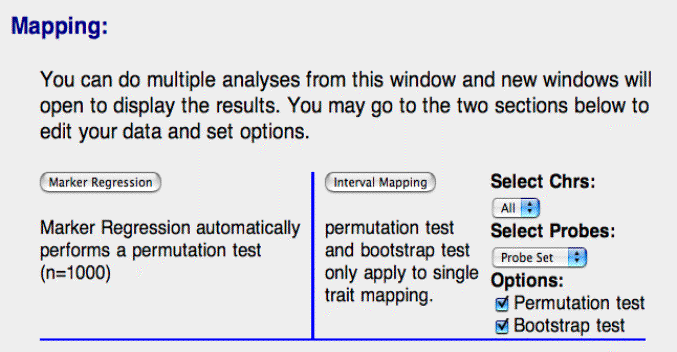 Mapping:
You can do multiple analyses from this window and new windows will
open to display the results. You may go to the two sections below to
edit your data and set options.
Marker Regression
Marker Regression automatically
performs a permutation test
(n=1000)
Interval Mapping
permutation test
and bootstrap test
only apply to single
trait mapping.
Select Chrs:
All
Select Probes:
Probe Set
Options:
Permutation test
Bootstrap test